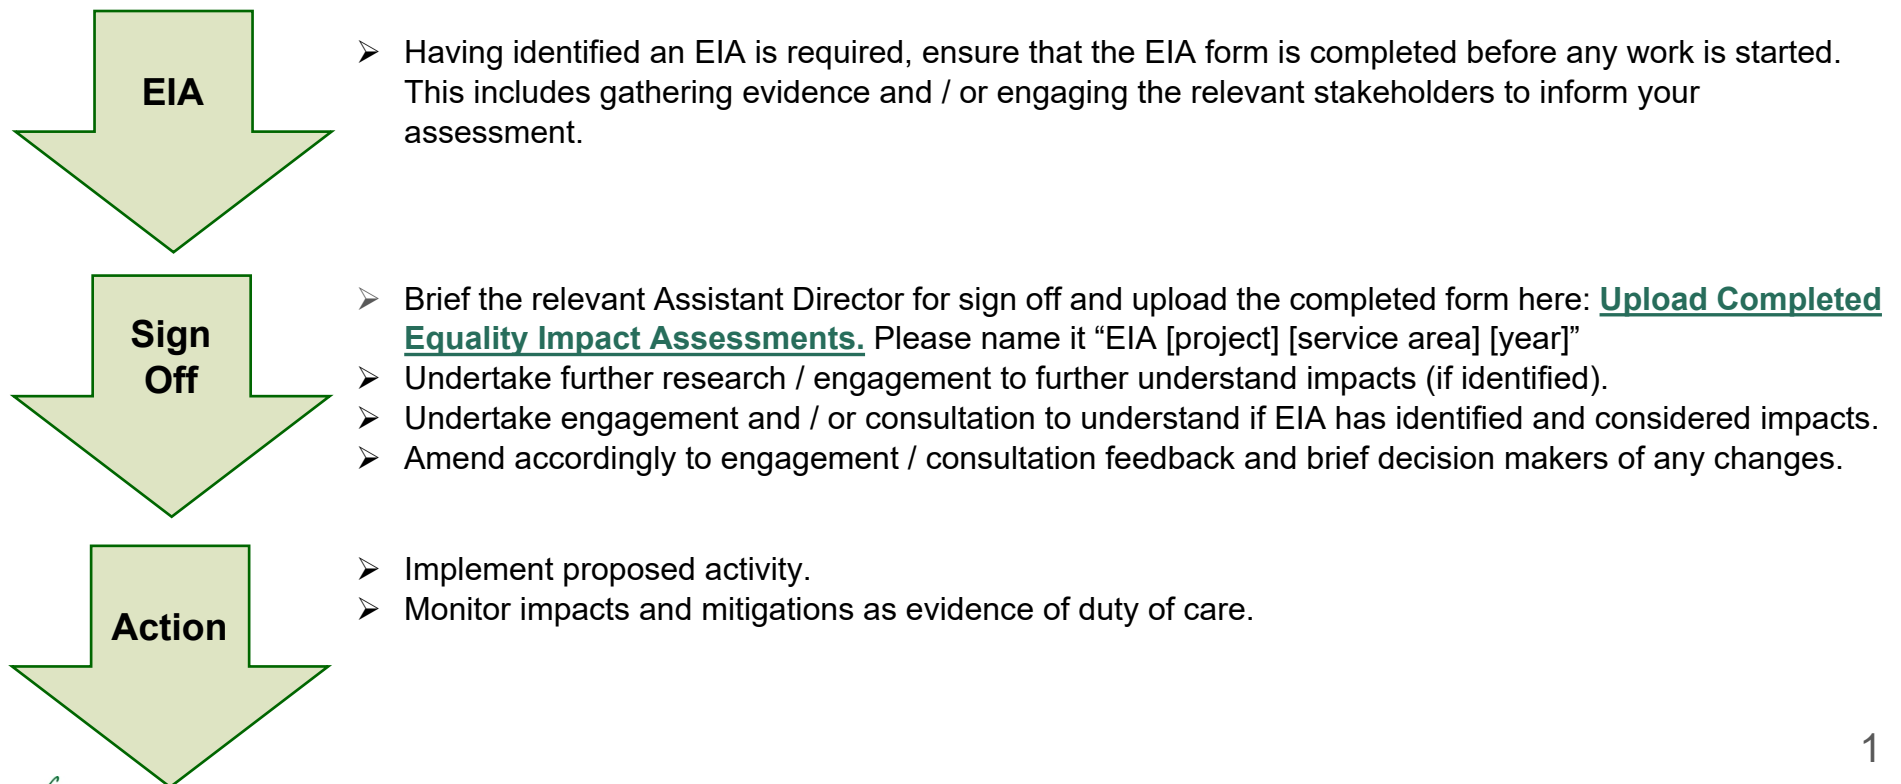 EIA
➢ Having identified an EIA is required, ensure that the EIA form is completed before any work is started.
This includes gathering evidence and / or engaging the relevant stakeholders to inform your
assessment.
Sign
Off
➢ Brief the relevant Assistant Director for sign off and upload the completed form here: Upload Completed
Equality Impact Assessments. Please name it “EIA [project] [service area] [year]”
➢ Undertake further research / engagement to further understand impacts (if identified).
➢ Undertake engagement and / or consultation to understand if EIA has identified and considered impacts.
➢ Amend accordingly to engagement / consultation feedback and brief decision makers of any changes.
Action
➢ Implement proposed activity.
➢ Monitor impacts and mitigations as evidence of duty of care.
1